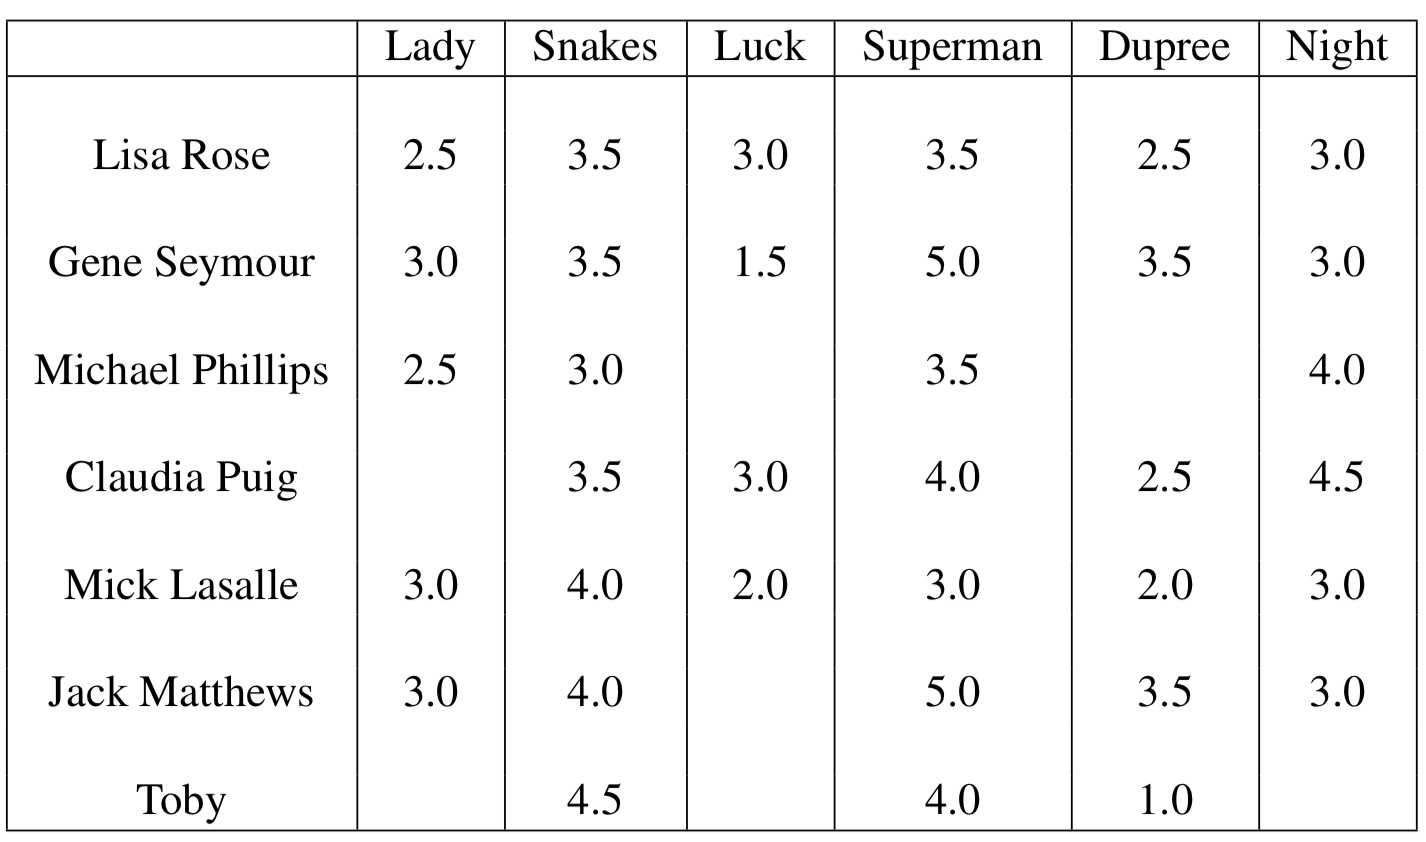 Lady Snakes Luck Superman Dupree Night
Lisa Rose 2.5 3.5 3.0 3.5 2.5 3.0
Gene Seymour 3.0 3.5 1.5 5.0 3.5 3.0
Michael Phillips 2.5 3.0 3.5 4.0
Claudia Puig 3.5 3.0 4.0 2.5 4.5
Mick Lasalle 3.0 4.0 2.0 3.0 2.0 3.0
Jack Matthews 3.0 4.0 5.0 3.5 3.0
Toby 4.5 4.0 1.0